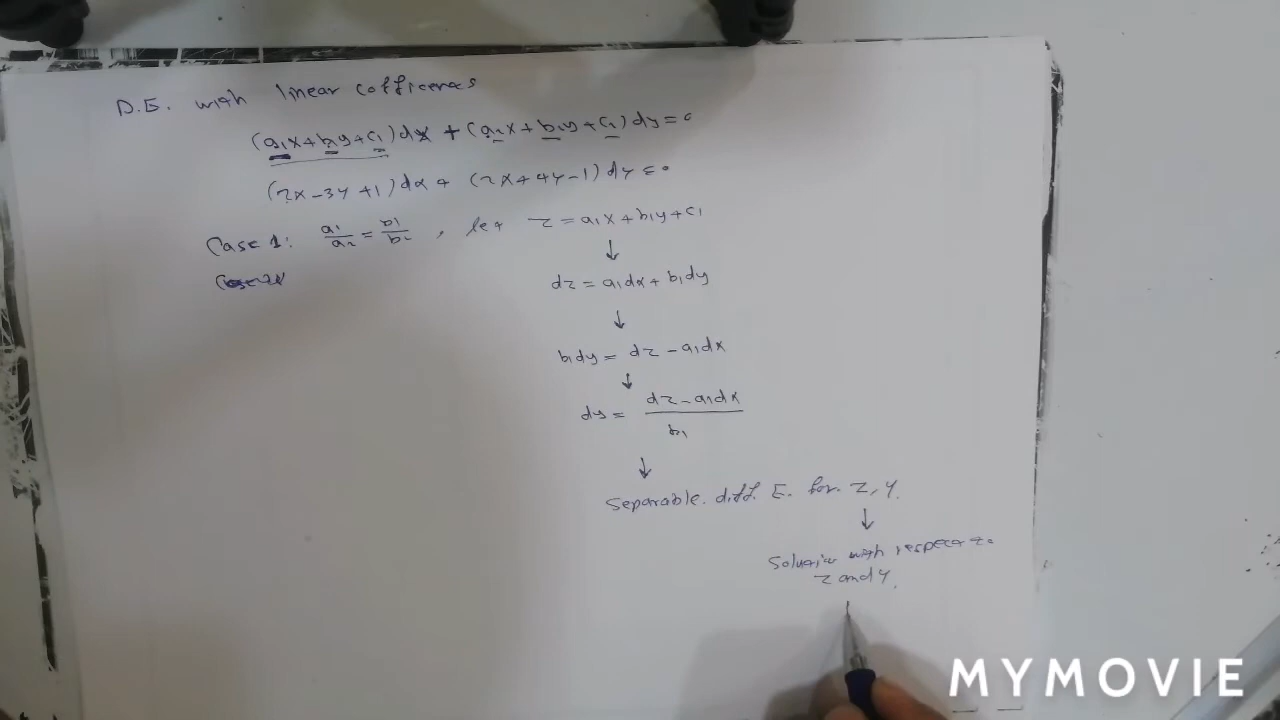 D.E. with linear cofficenas
(a₁x+b₁y+c₁)dx + (a₂x+b₂y+c₁)dy=0
(2x-3y+1)dx+ (2x+4y-1)dy=0
Case 1: a₁/a₂=b₁/b₂, let z=a₁x+b₁y+c₁
↓
dz=a₁dx+b₁dy
↓
b₁dy=dz-a₁dx
↓
dy= (dz-a₁dx)/b₁
↓
Separable. diff. E. for z,y.
↓
Solution with respect to
z and y.
MYMOVIE